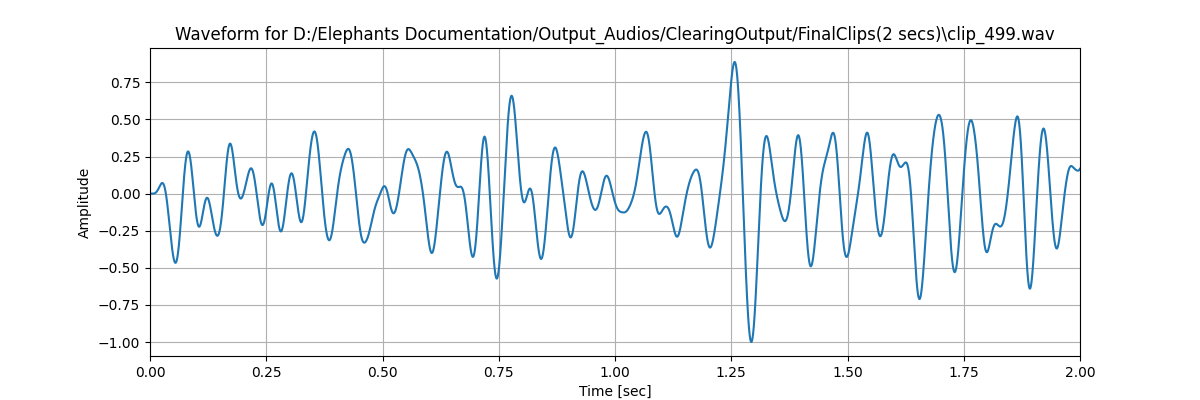 Waveform for D:/Elephants Documentation/Output_Audios/ClearingOutput/FinalClips(2 secs)\clip_499.wav
Amplitude
0.75
0.50
0.25
0.00
−0.25
−0.50
−0.75
−1.00
0.00 0.25 0.50 0.75 1.00 1.25 1.50 1.75 2.00
Time [sec]